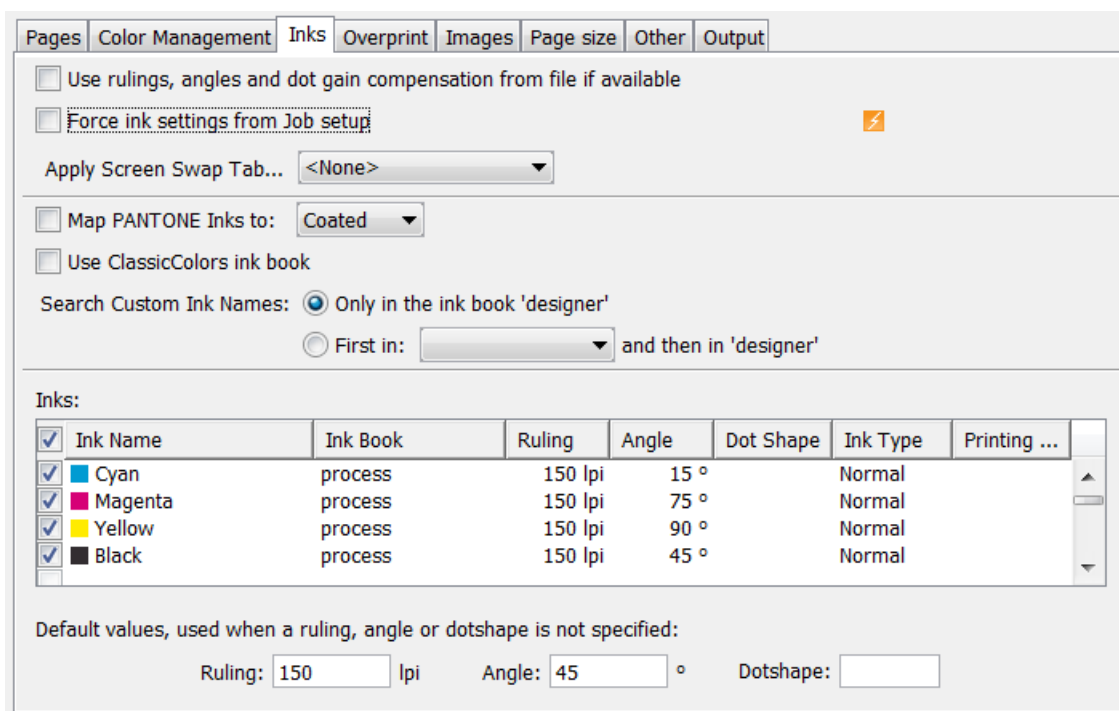 Pages Color Management Inks Overprint Images Page size Other Output
Use rulings, angles and dot gain compensation from file if available
Force ink settings from Job setup
Apply Screen Swap Tab... <None>
Map PANTONE Inks to: Coated
Use ClassicColors ink book
Search Custom Ink Names: Only in the ink book 'designer'
First in: and then in 'designer'
Inks:
Ink Name Ink Book Ruling Angle Dot Shape Ink Type Printing ...
Cyan process 150 lpi 15 º Normal
Magenta process 150 lpi 75 º Normal
Yellow process 150 lpi 90 º Normal
Black process 150 lpi 45 º Normal
Default values, used when a ruling, angle or dotshape is not specified:
Ruling: 150 lpi Angle: 45 º Dotshape: